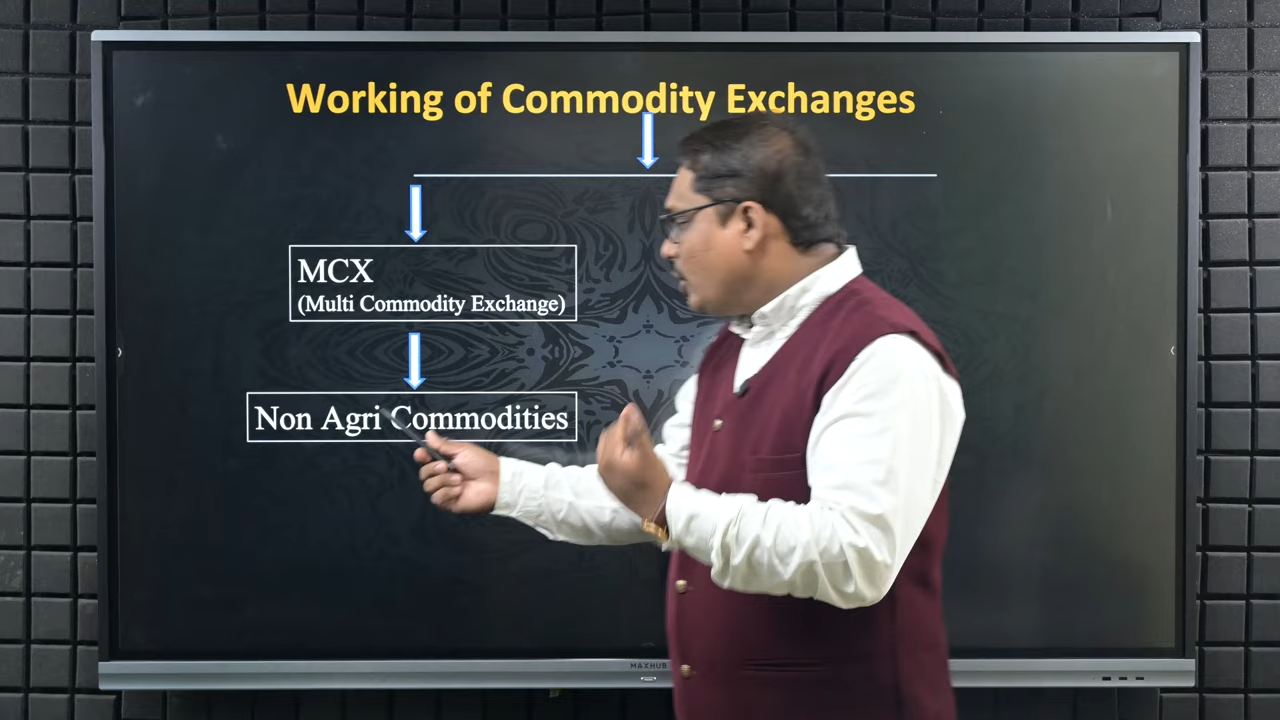 Working of Commodity Exchanges
MCX
(Multi Commodity Exchange)
Non Agri Commodities
MAXHUB